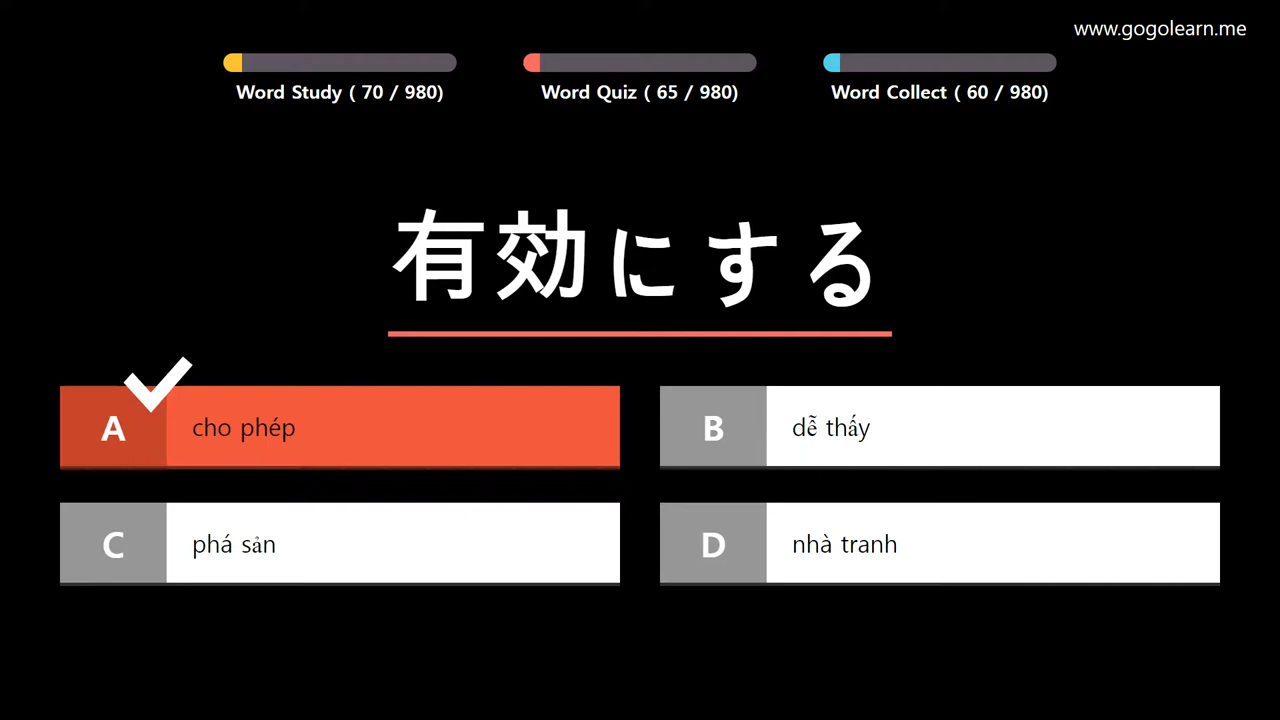 www.gogolearn.me
Word Study ( 70 / 980)
Word Quiz ( 65 / 980)
Word Collect ( 60 / 980)
有効にする
A cho phép
B dễ thấy
C phá sản
D nhà tranh